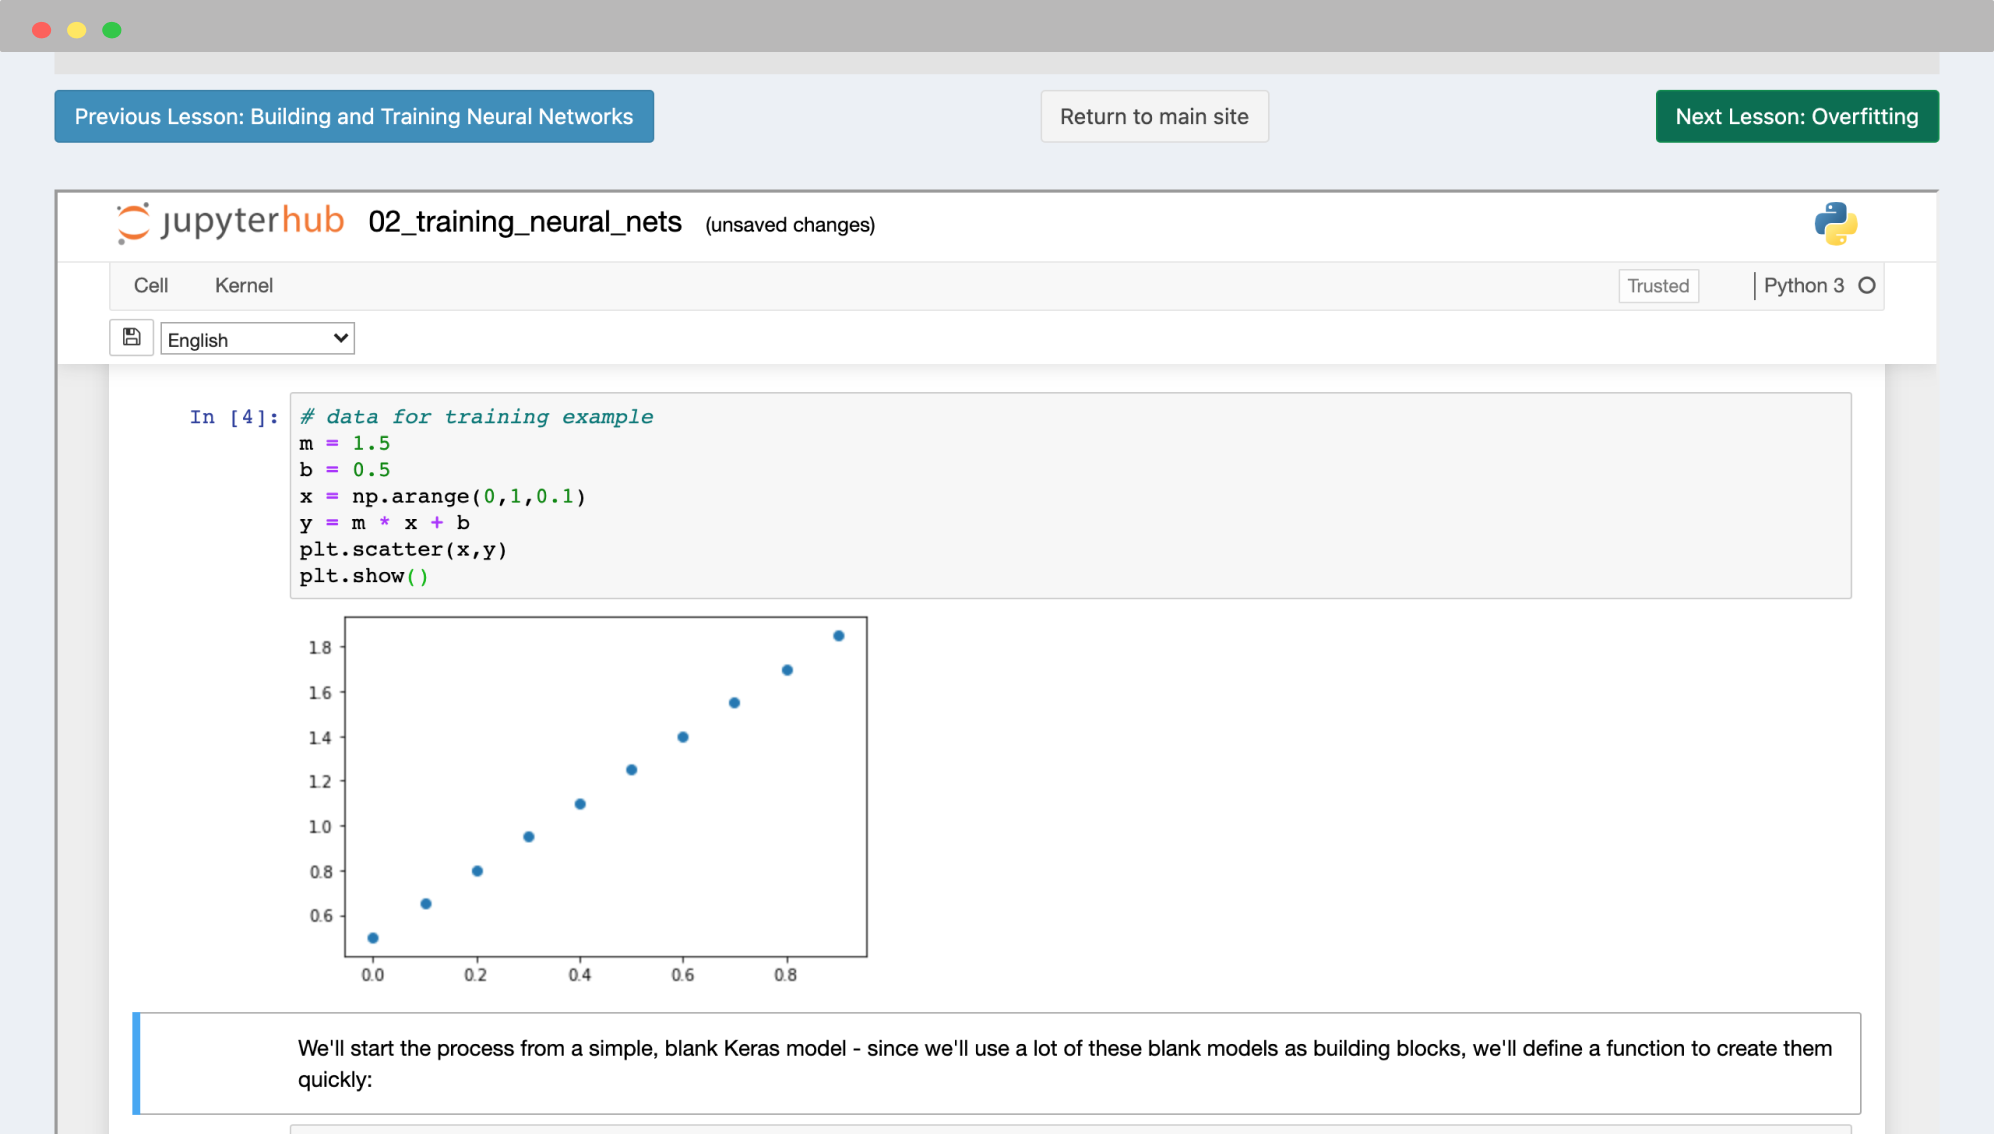 Previous Lesson: Building and Training Neural Networks
Return to main site
Next Lesson: Overfitting
jupyterhub 02_training_neural_nets (unsaved changes)
Cell Kernel Trusted Python 3
English
In [4]: # data for training example
m = 1.5
b = 0.5
x = np.arange(0,1,0.1)
y = m * x + b
plt.scatter(x,y)
plt.show()
1.8
1.6
1.4
1.2
1.0
0.8
0.6
0.0 0.2 0.4 0.6 0.8
We'll start the process from a simple, blank Keras model - since we'll use a lot of these blank models as building blocks, we'll define a function to create them
quickly: